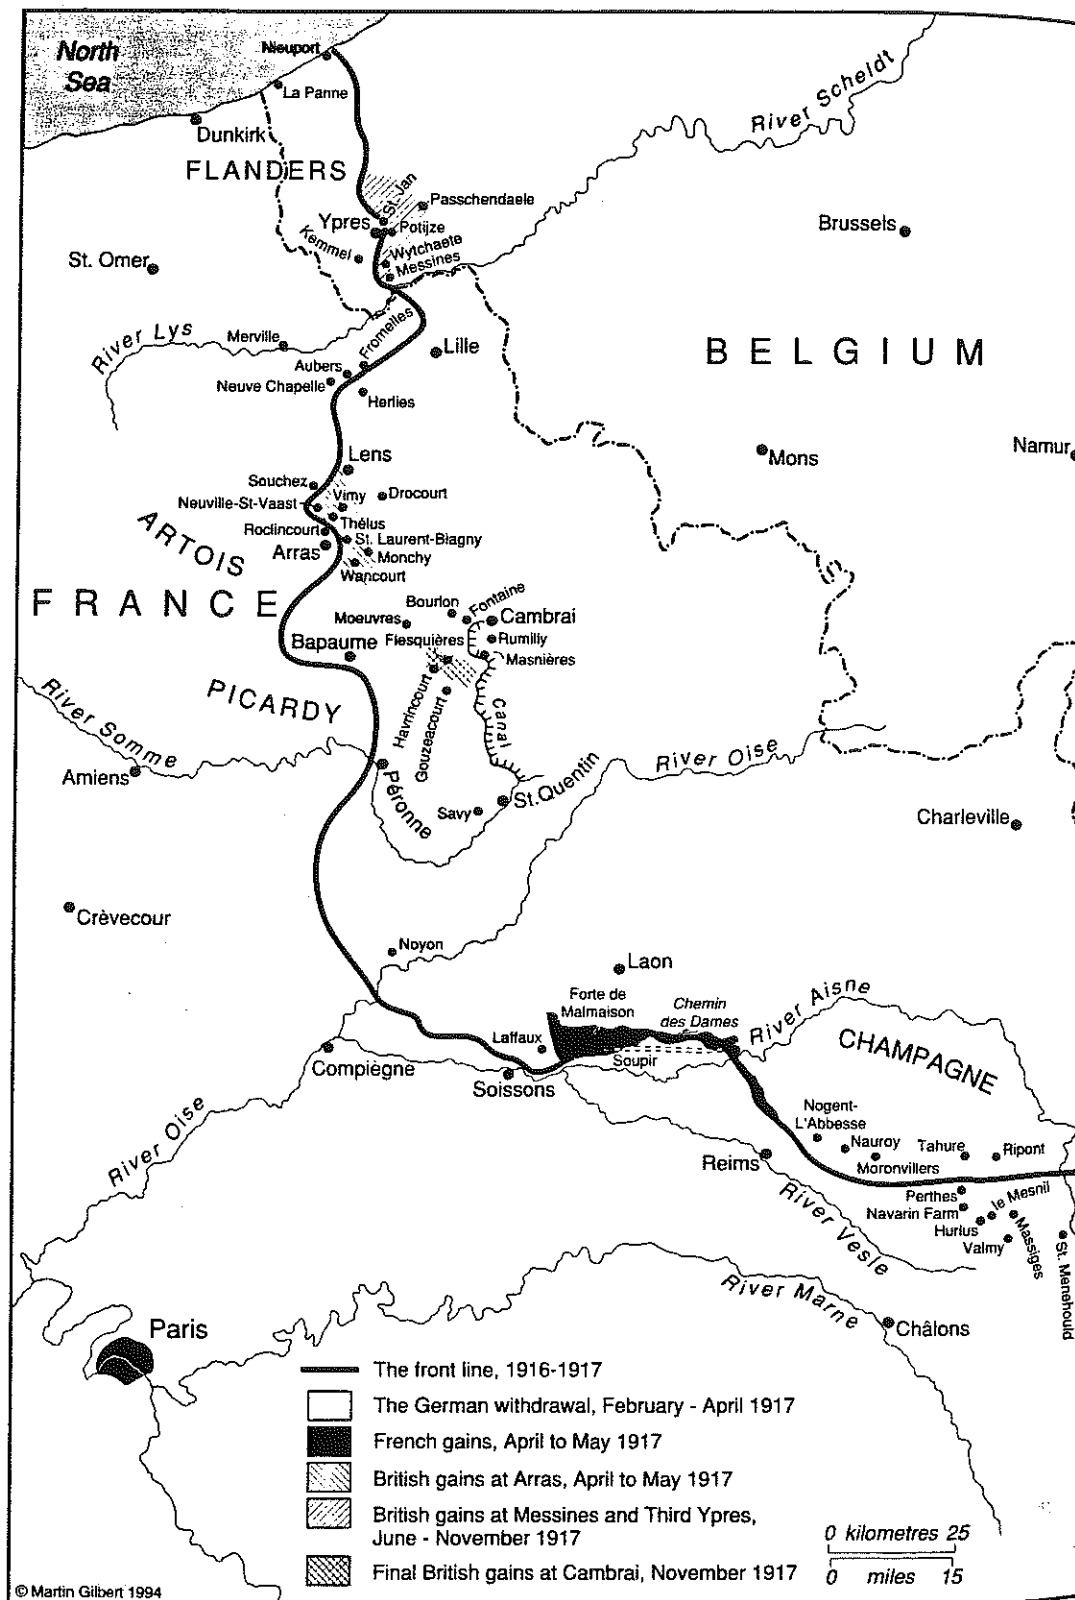 North
Sea
Nieuport
La Panne
Dunkirk
FLANDERS
River Scheldt
St. Jan
Passchendaele
Ypres
Potijze
Kemmel
Wytchaete
Messines
Brussels
St. Omer
River Lys
Merville
Fromelles
Lille
BELGIUM
Aubers
Neuve Chapelle
Herlies
Mons
Namur
Lens
Souchez
Vimy
Drocourt
Neuville-St-Vaast
Thélus
ARTOIS
Roclincourt
St. Laurent-Blagny
Arras
Monchy
Wancourt
FRANCE
Bourlon
Fontaine
Cambrai
Moeuvres
Flesquières
Rumilly
Bapaume
Masnières
PICARDY
Havrincourt
Gouzeacourt
Canal
River Somme
River Oise
Amiens
Péronne
St.Quentin
Savy
Charleville
Crèvecour
Noyon
Laon
Forte de
Malmaison
Chemin
des Dames
River Aisne
Laffaux
Soupir
CHAMPAGNE
Compiègne
Soissons
River Oise
Nogent-
L'Abbesse
Nauroy
Moronvillers
Tahure
Ripont
Reims
Perthes
Navarin Farm
le Mesnil
Hurlus
Valmy
Massiges
St. Menehould
River Vesle
River Marne
Paris
Châlons
The front line, 1916-1917
The German withdrawal, February - April 1917
French gains, April to May 1917
British gains at Arras, April to May 1917
British gains at Messines and Third Ypres,
June - November 1917
Final British gains at Cambrai, November 1917
0 kilometres 25
0 miles 15
© Martin Gilbert 1994